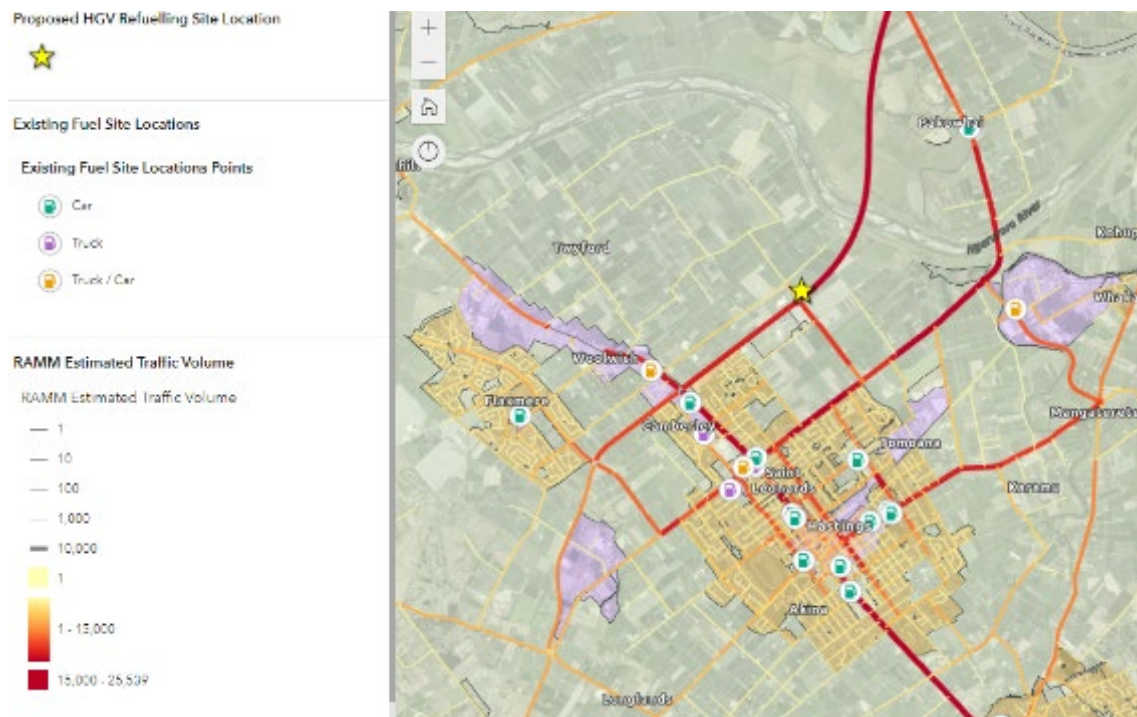 Proposed HGV Refuelling Site Location
Existing Fuel Site Locations
Existing Fuel Site Locations Points
Car
Truck
Truck / Car
RAMM Estimated Traffic Volume
RAMM Estimated Traffic Volume
1
10
100
1,000
10,000
1
1 - 15,000
15,000 - 25,539
+
−
Pakowhai
Ngaruroro River
Twyford
Woolwich
Flaxmere
Camberley
Saint
Leonards
Tomoana
Hastings
Karamu
Akina
Longlands